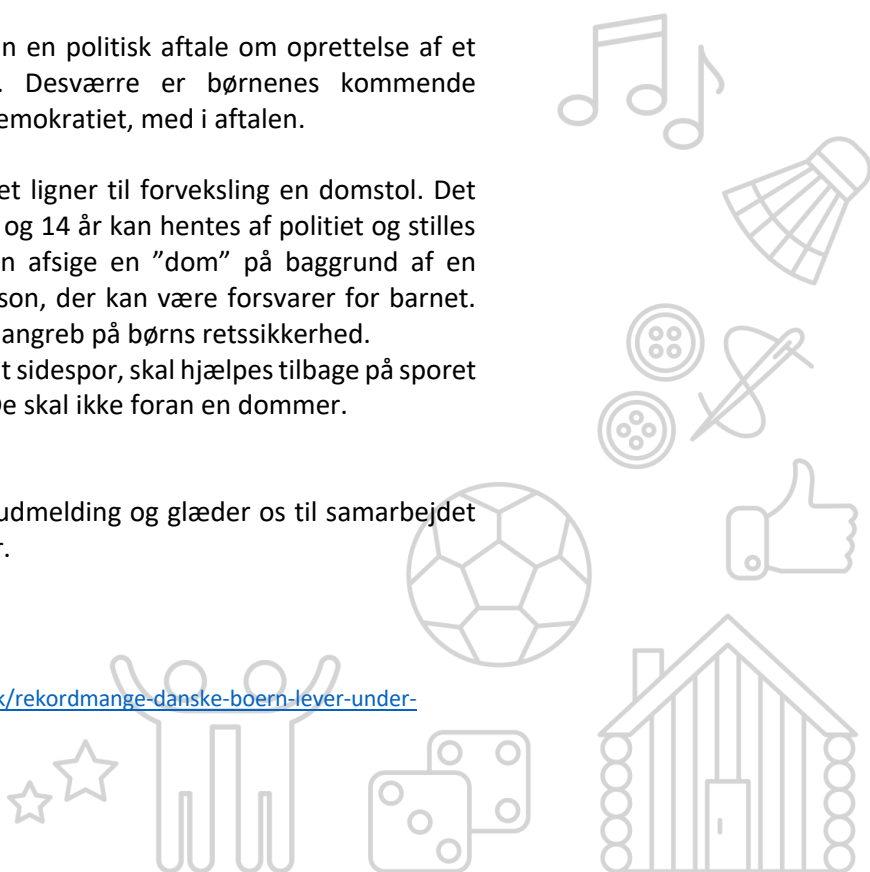 n en politisk aftale om oprettelse af et
. Desværre er børnenes kommende
emokratiet, med i aftalen.
et ligner til forveksling en domstol. Det
og 14 år kan hentes af politiet og stilles
n afsige en ”dom” på baggrund af en
son, der kan være forsvarer for barnet.
angreb på børns retssikkerhed.
t sidespor, skal hjælpes tilbage på sporet
e skal ikke foran en dommer.
udmelding og glæder os til samarbejdet
r.
k/rekordmange-danske-boern-lever-under-